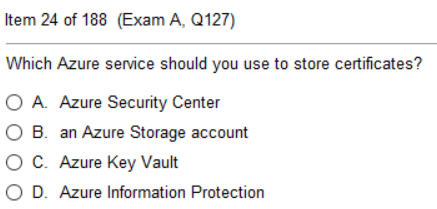 Item 24 of 188 (Exam A, Q127)
Which Azure service should you use to store certificates?
A. Azure Security Center
B. an Azure Storage account
C. Azure Key Vault
D. Azure Information Protection